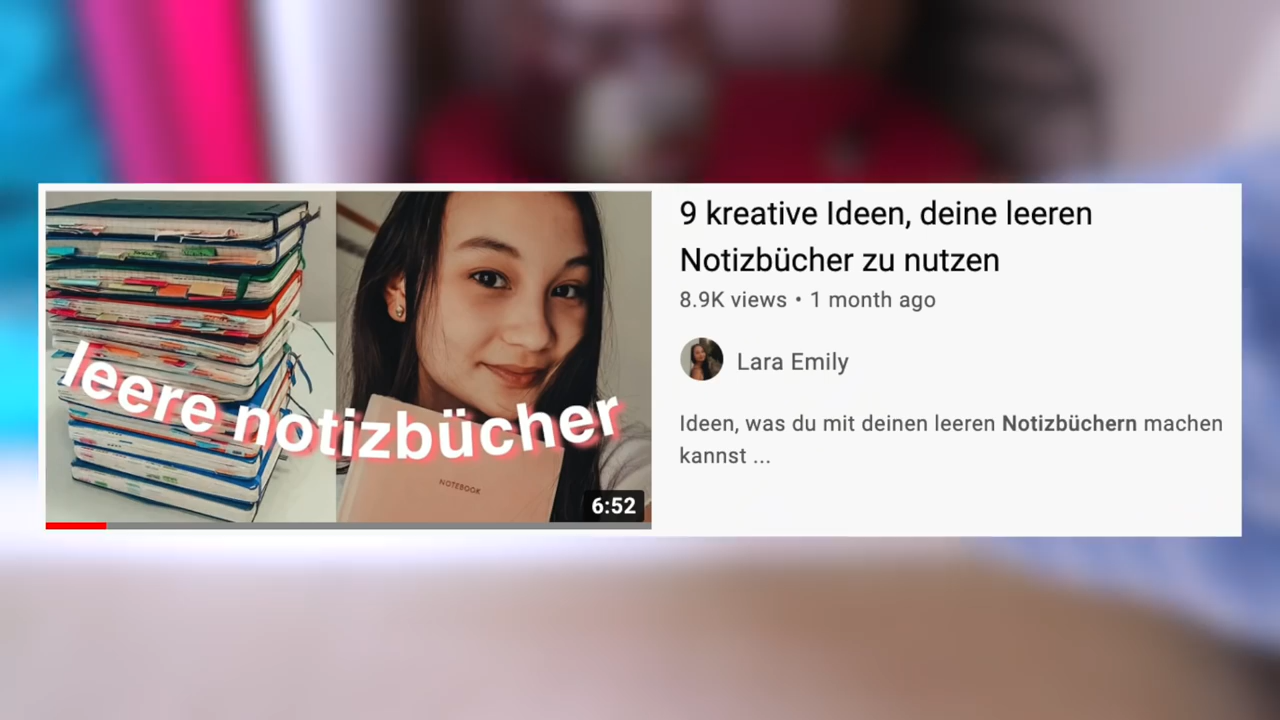 leere notizbücher
NOTEBOOK
6:52
9 kreative Ideen, deine leeren
Notizbücher zu nutzen
8.9K views • 1 month ago
Lara Emily
Ideen, was du mit deinen leeren Notizbüchern machen
kannst ...